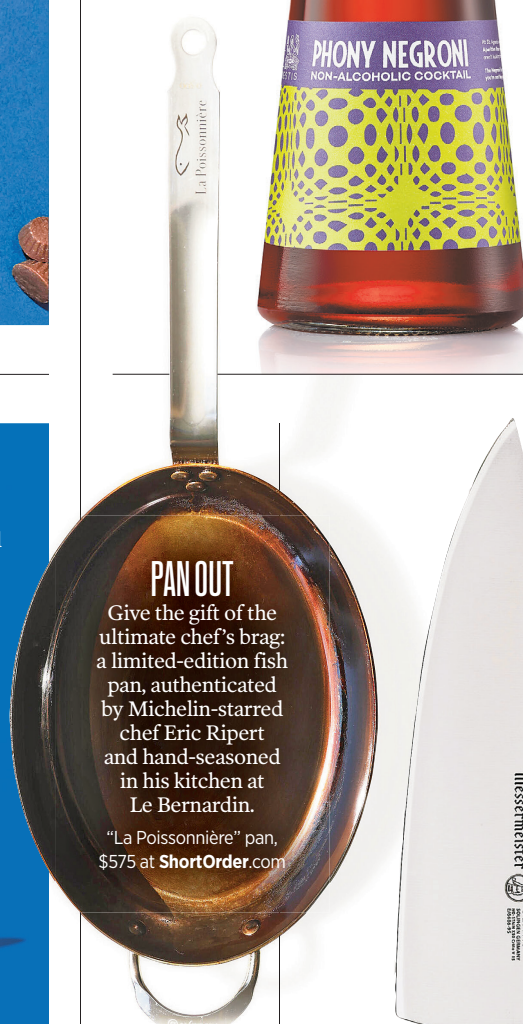 PHONY NEGRONI
NON-ALCOHOLIC COCKTAIL
La Poissonnière
PAN OUT
Give the gift of the
ultimate chef's brag:
a limited-edition fish
pan, authenticated
by Michelin-starred
chef Eric Ripert
and hand-seasoned
in his kitchen at
Le Bernardin.
“La Poissonnière” pan,
$575 at ShortOrder.com
messermeister
SOLINGEN GERMANY